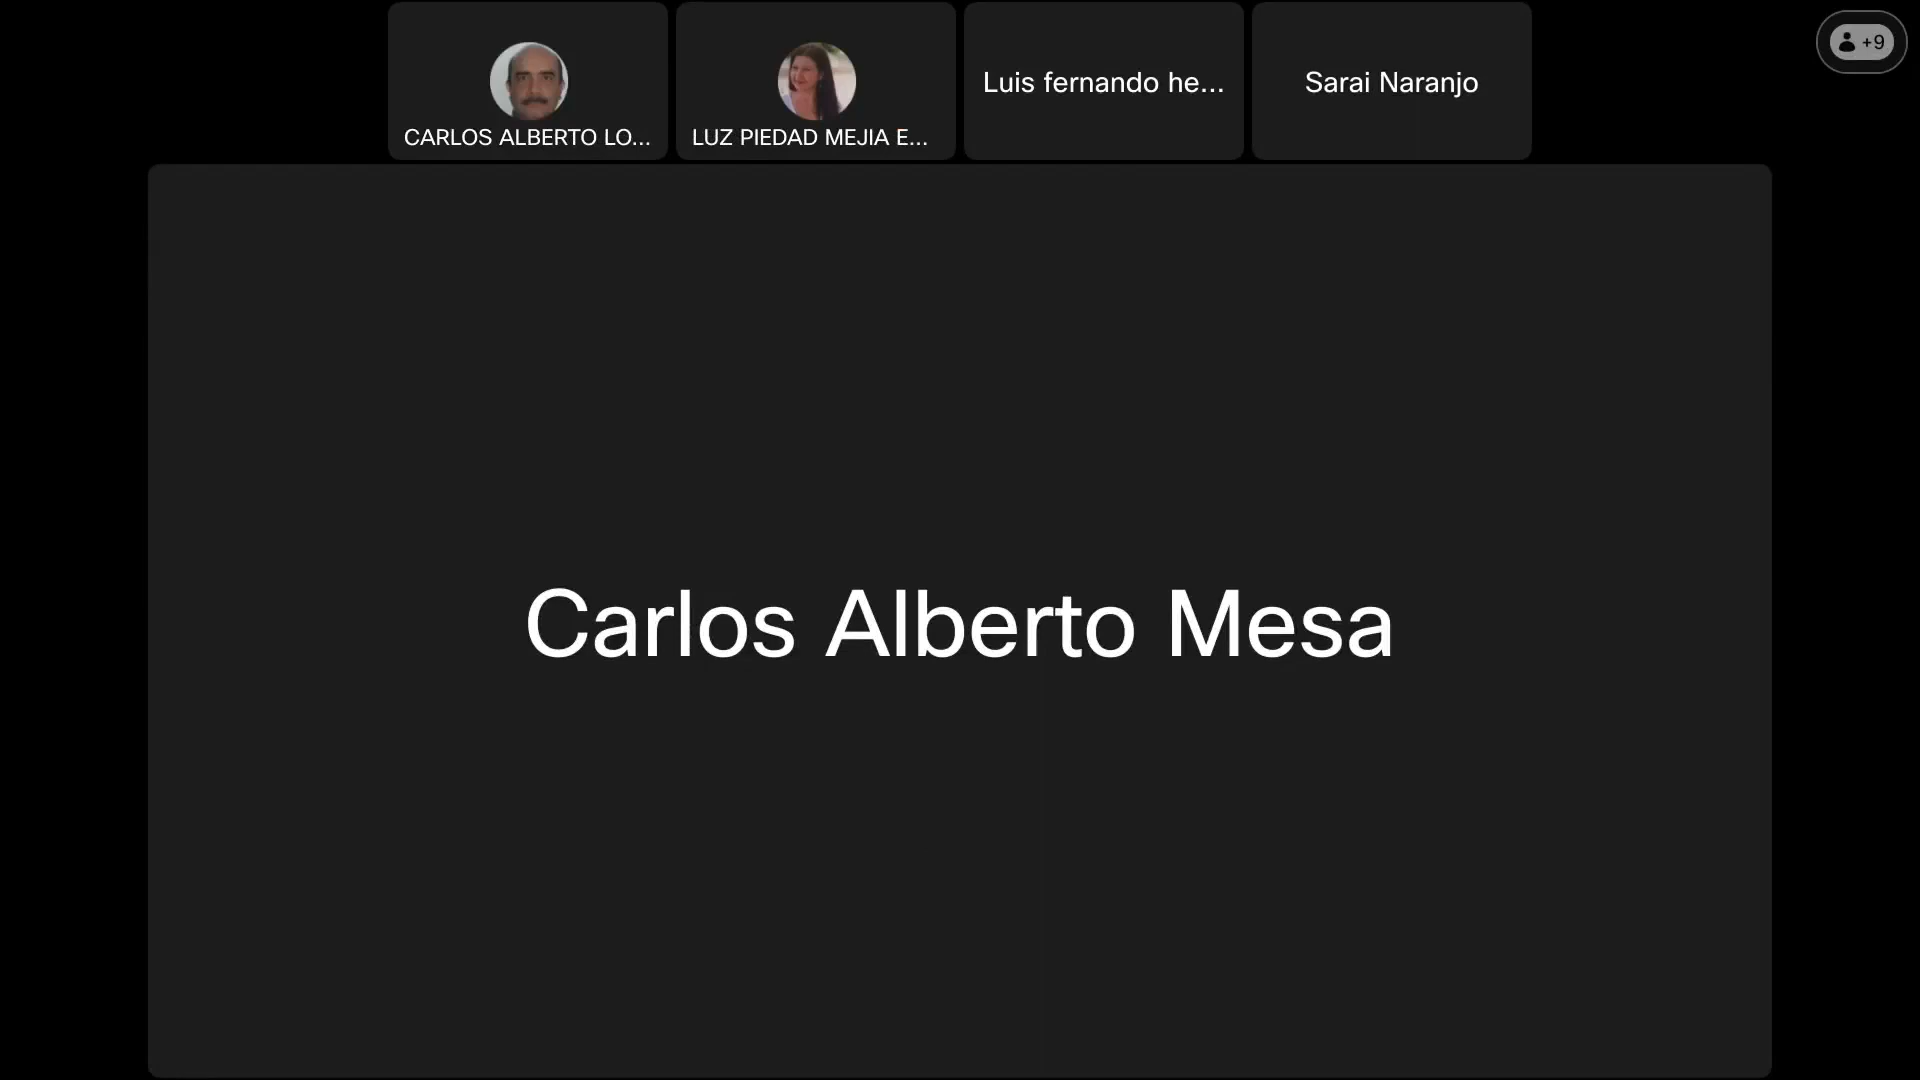 CARLOS ALBERTO LO...
LUZ PIEDAD MEJIA E...
Luis fernando he...
Sarai Naranjo
+9
Carlos Alberto Mesa